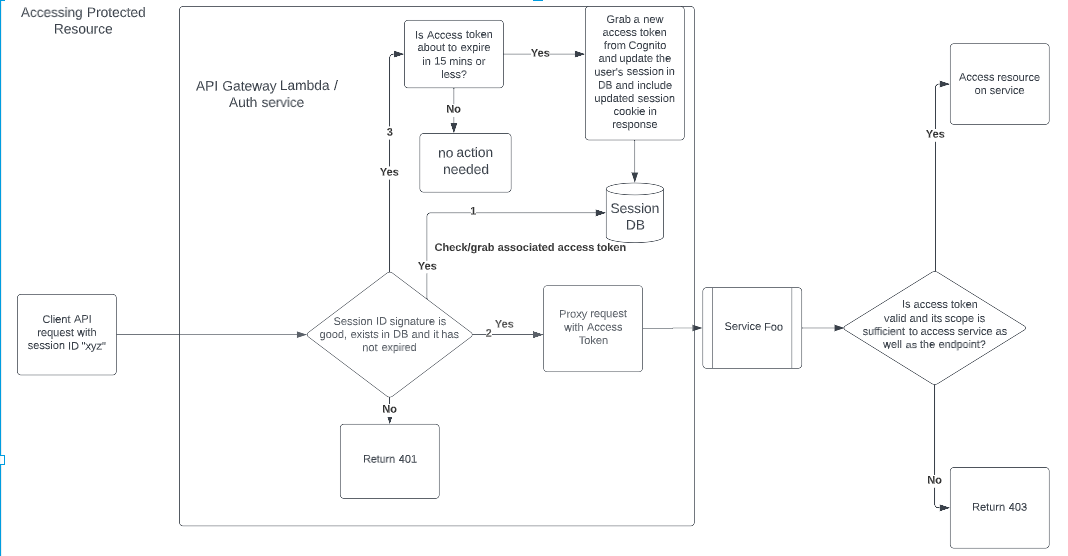 Accessing Protected
Resource
API Gateway Lambda /
Auth service
Is Access token
about to expire
in 15 mins or
less?
Yes
Grab a new
access token
from Cognito
and update the
user's session in
DB and include
updated session
cookie in
response
No
no action
needed
3
Yes
Session
DB
1
Check/grab associated access token
Yes
Client API
request with
session ID "xyz"
Session ID signature is
good, exists in DB and it has
not expired
Yes
2
Proxy request
with Access
Token
No
Return 401
Service Foo
Is access token
valid and its scope is
sufficient to access service as
well as the endpoint?
Yes
Access resource
on service
No
Return 403